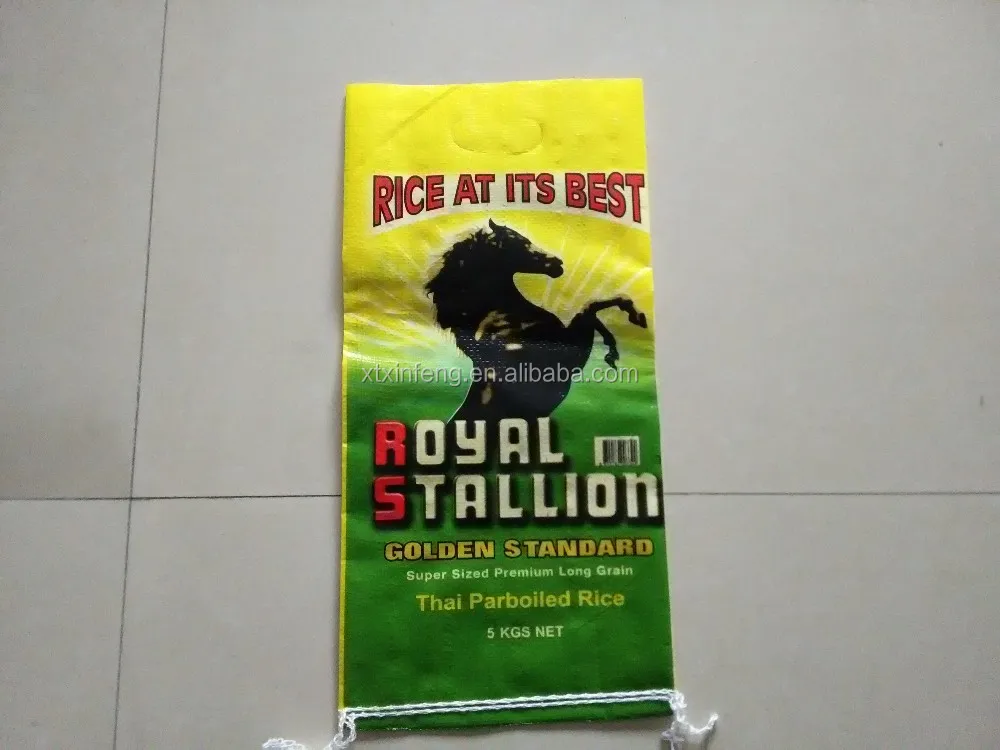 RICE AT ITS BEST
xtxinfeng.en.alibaba.com
ROYAL
STALLION
GOLDEN STANDARD
Super Sized Premium Long Grain
Thai Parboiled Rice
5 KGS NET